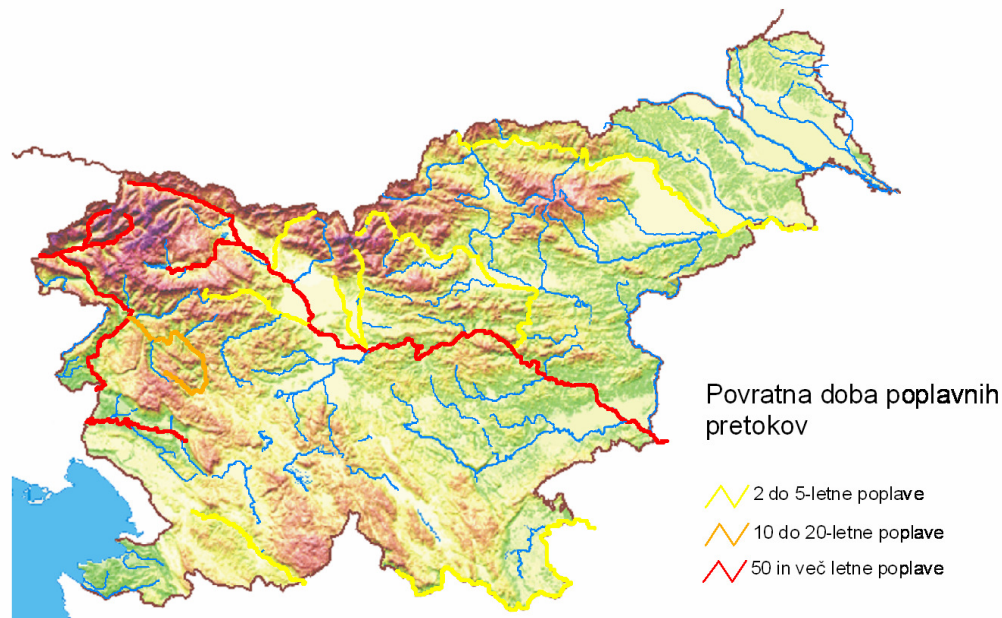 Povratna doba poplavnih
pretokov
2 do 5-letne poplave
10 do 20-letne poplave
50 in več letne poplave